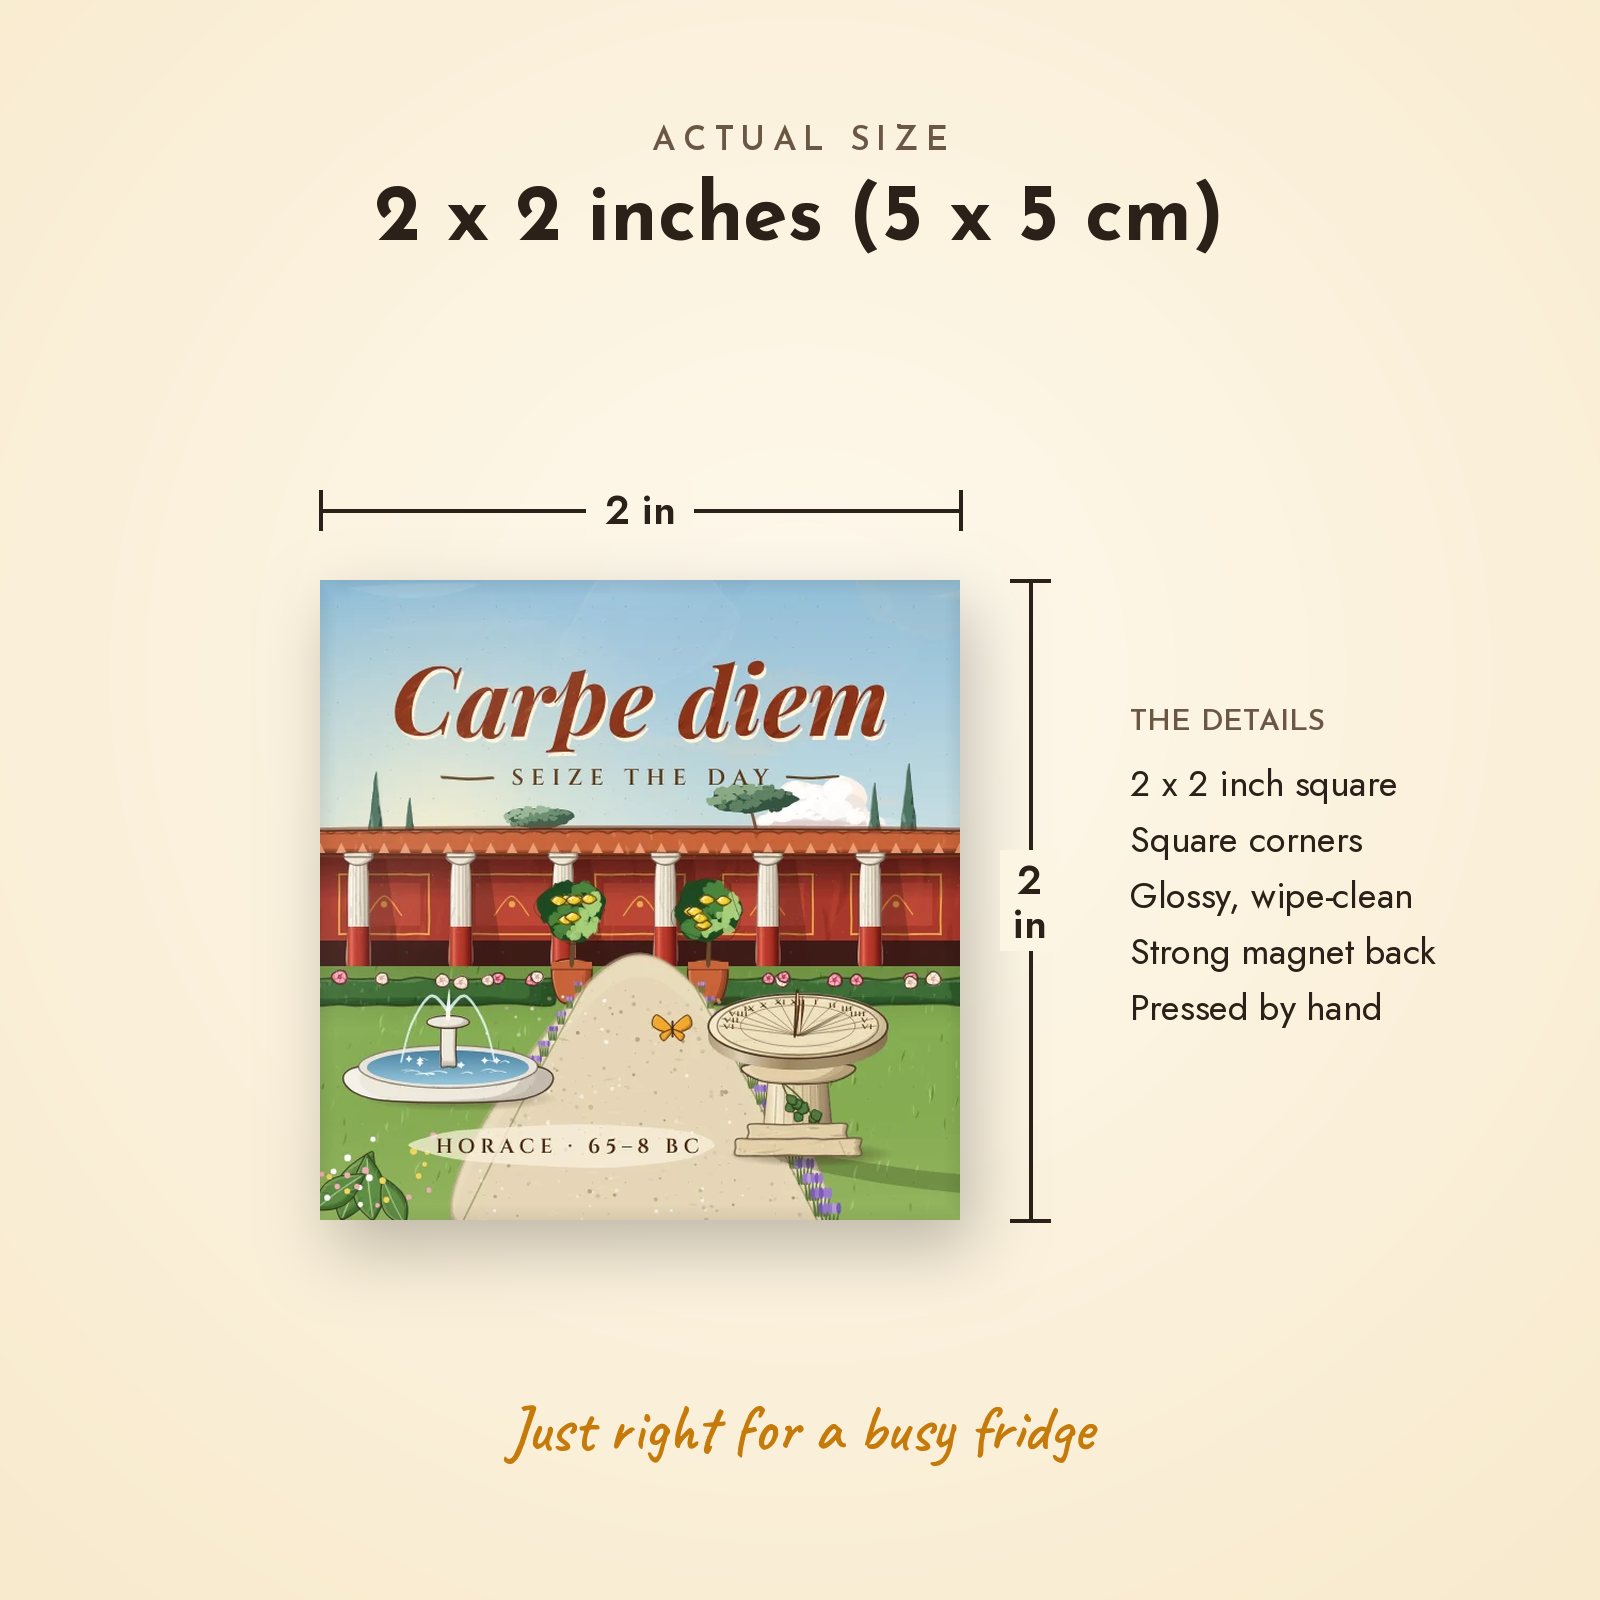 ACTUAL SIZE
2 x 2 inches (5 x 5 cm)
2 in
Carpe diem
SEIZE THE DAY
HORACE · 65–8 BC
2
in
THE DETAILS
2 x 2 inch square
Square corners
Glossy, wipe-clean
Strong magnet back
Pressed by hand
Just right for a busy fridge